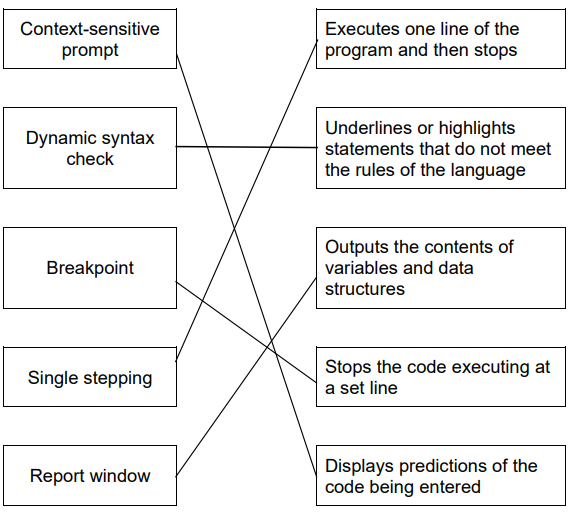 Context-sensitive
prompt
Executes one line of the
program and then stops
Dynamic syntax
check
Underlines or highlights
statements that do not meet
the rules of the language
Breakpoint
Outputs the contents of
variables and data
structures
Single stepping
Stops the code executing at
a set line
Report window
Displays predictions of the
code being entered